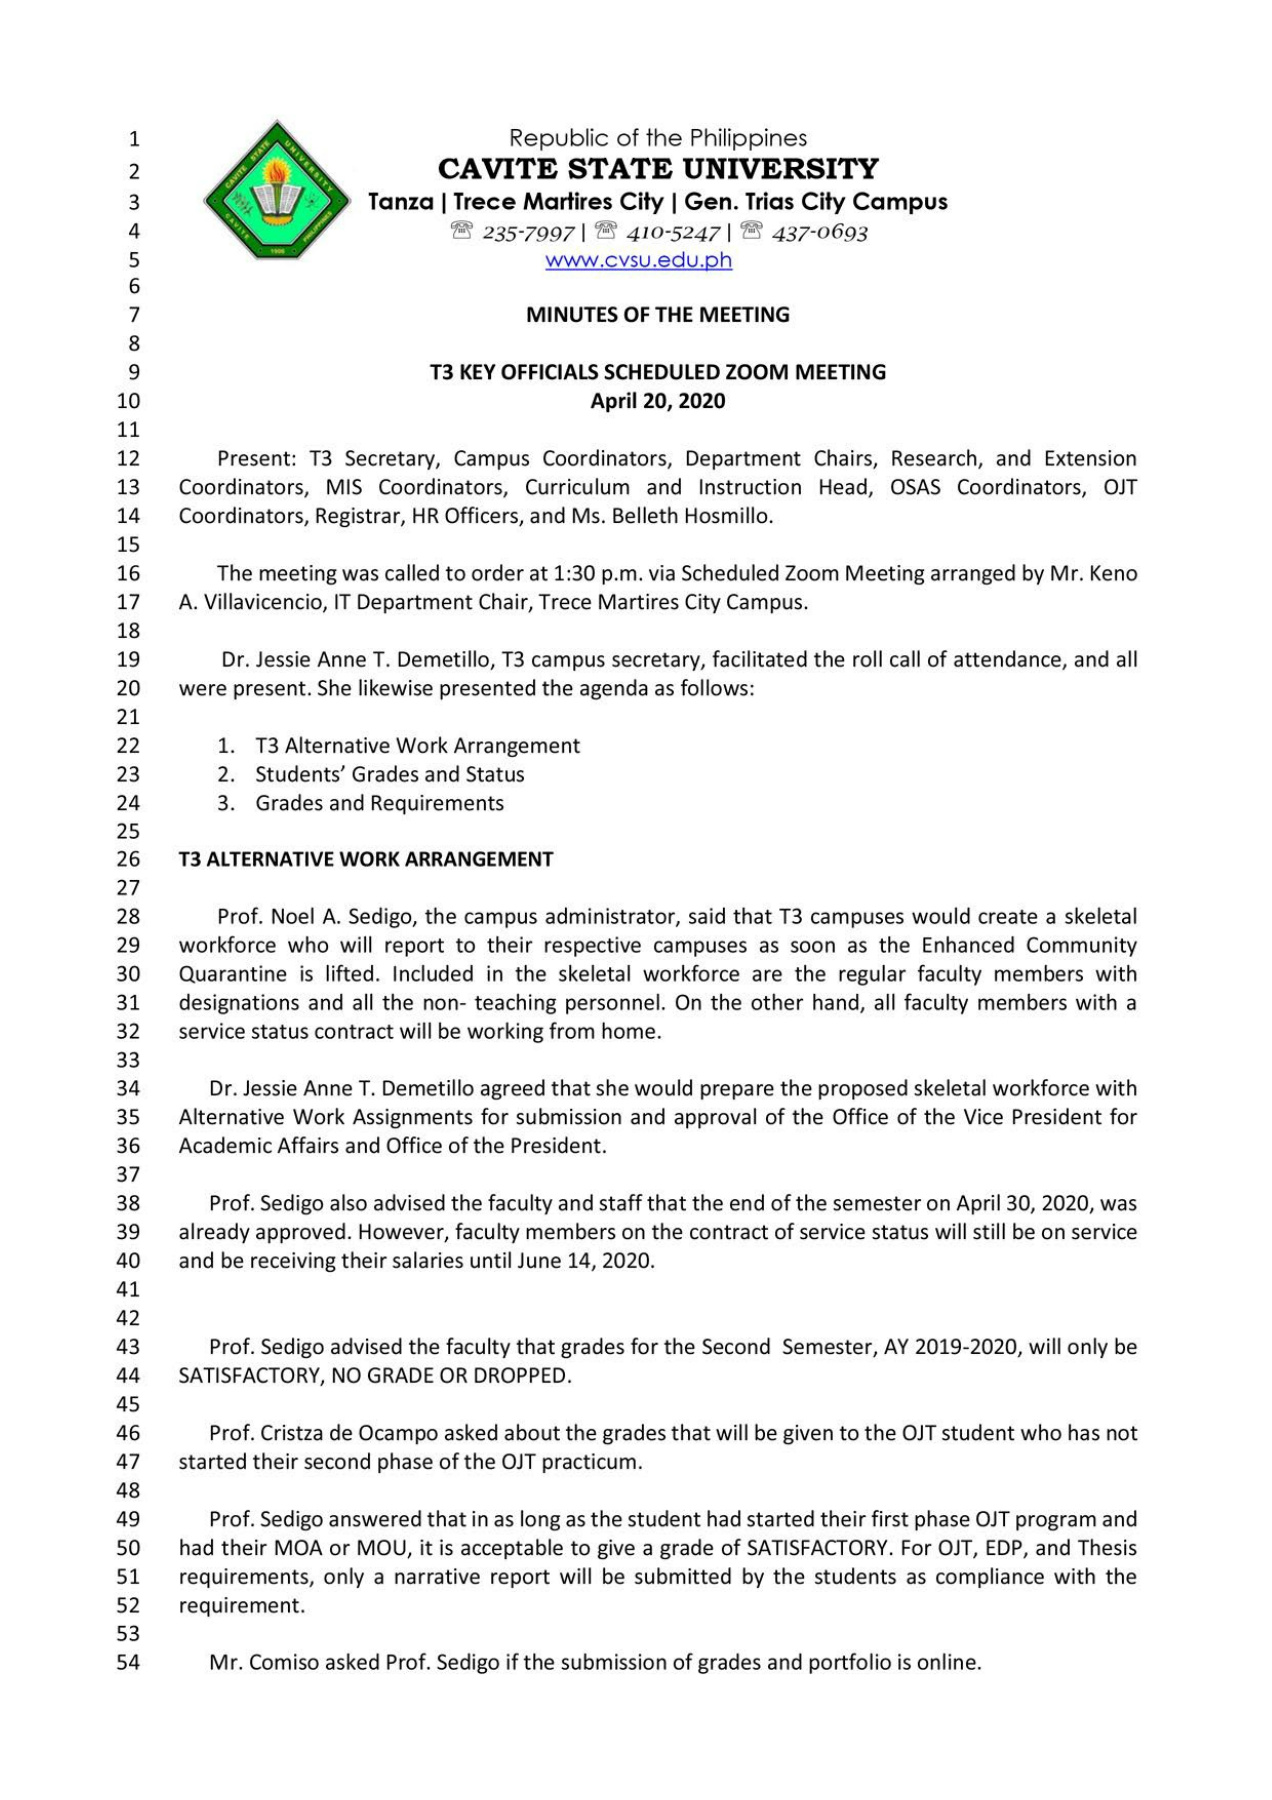 1 Republic of the Philippines
2 CAVITE STATE UNIVERSITY
3 Tanza | Trece Martires City | Gen. Trias City Campus
4 ☏ 235-7997 | ☏ 410-5247 | ☏ 437-0693
5 www.cvsu.edu.ph
CAVITE STATE UNIVERSITY
CAVITE PHILIPPINES
1906
6
7 MINUTES OF THE MEETING
8
9 T3 KEY OFFICIALS SCHEDULED ZOOM MEETING
10 April 20, 2020
11
12 Present: T3 Secretary, Campus Coordinators, Department Chairs, Research, and Extension
13 Coordinators, MIS Coordinators, Curriculum and Instruction Head, OSAS Coordinators, OJT
14 Coordinators, Registrar, HR Officers, and Ms. Belleth Hosmillo.
15
16 The meeting was called to order at 1:30 p.m. via Scheduled Zoom Meeting arranged by Mr. Keno
17 A. Villavicencio, IT Department Chair, Trece Martires City Campus.
18
19 Dr. Jessie Anne T. Demetillo, T3 campus secretary, facilitated the roll call of attendance, and all
20 were present. She likewise presented the agenda as follows:
21
22 1. T3 Alternative Work Arrangement
23 2. Students’ Grades and Status
24 3. Grades and Requirements
25
26 T3 ALTERNATIVE WORK ARRANGEMENT
27
28 Prof. Noel A. Sedigo, the campus administrator, said that T3 campuses would create a skeletal
29 workforce who will report to their respective campuses as soon as the Enhanced Community
30 Quarantine is lifted. Included in the skeletal workforce are the regular faculty members with
31 designations and all the non- teaching personnel. On the other hand, all faculty members with a
32 service status contract will be working from home.
33
34 Dr. Jessie Anne T. Demetillo agreed that she would prepare the proposed skeletal workforce with
35 Alternative Work Assignments for submission and approval of the Office of the Vice President for
36 Academic Affairs and Office of the President.
37
38 Prof. Sedigo also advised the faculty and staff that the end of the semester on April 30, 2020, was
39 already approved. However, faculty members on the contract of service status will still be on service
40 and be receiving their salaries until June 14, 2020.
41
42
43 Prof. Sedigo advised the faculty that grades for the Second Semester, AY 2019-2020, will only be
44 SATISFACTORY, NO GRADE OR DROPPED.
45
46 Prof. Cristza de Ocampo asked about the grades that will be given to the OJT student who has not
47 started their second phase of the OJT practicum.
48
49 Prof. Sedigo answered that in as long as the student had started their first phase OJT program and
50 had their MOA or MOU, it is acceptable to give a grade of SATISFACTORY. For OJT, EDP, and Thesis
51 requirements, only a narrative report will be submitted by the students as compliance with the
52 requirement.
53
54 Mr. Comiso asked Prof. Sedigo if the submission of grades and portfolio is online.